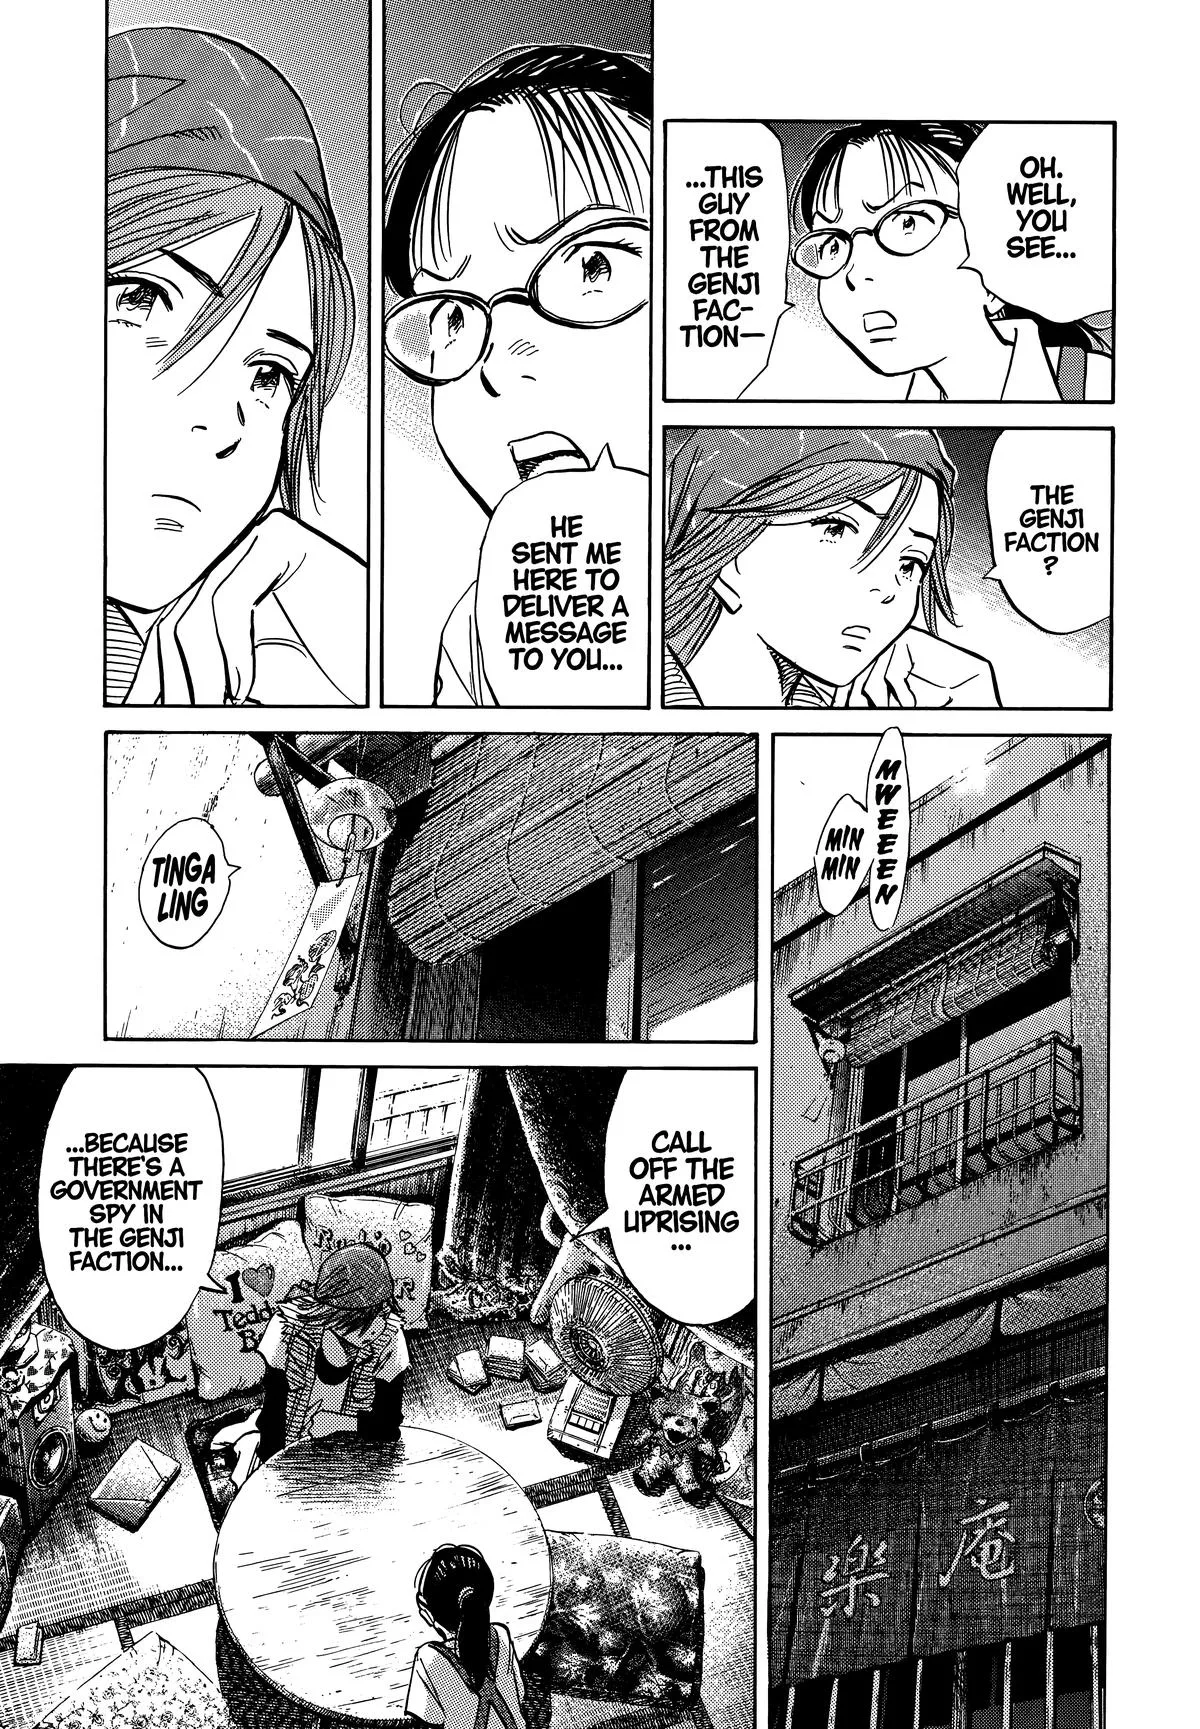 OH.
WELL,
YOU
SEE...
...THIS
GUY
FROM
THE
GENJI
FAC-
TION—
THE
GENJI
FACTION
?
HE
SENT ME
HERE TO
DELIVER A
MESSAGE
TO YOU...
MWEEEN
MIN
MIN
楽庵
TINGA
LING
CALL
OFF THE
ARMED
UPRISING
...
...BECAUSE
THERE'S A
GOVERNMENT
SPY IN
THE GENJI
FACTION...
I